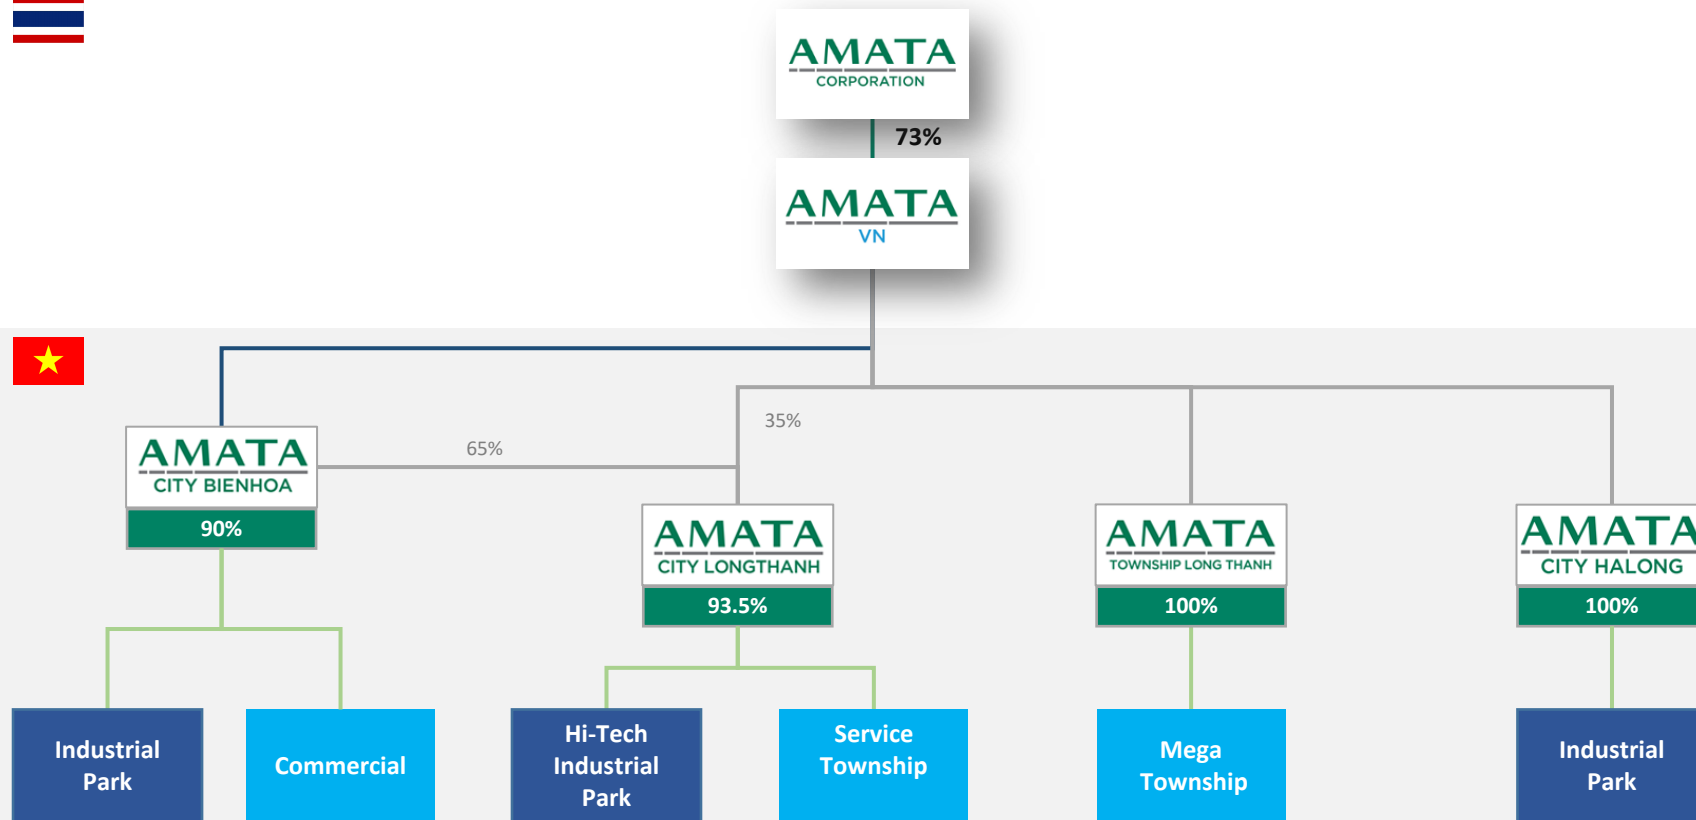 AMATA
CORPORATION
73%
AMATA
VN
35%
65%
AMATA
CITY BIENHOA
90%
AMATA
CITY LONGTHANH
93.5%
AMATA
TOWNSHIP LONG THANH
100%
AMATA
CITY HALONG
100%
Industrial
Park
Commercial
Hi-Tech
Industrial
Park
Service
Township
Mega
Township
Industrial
Park